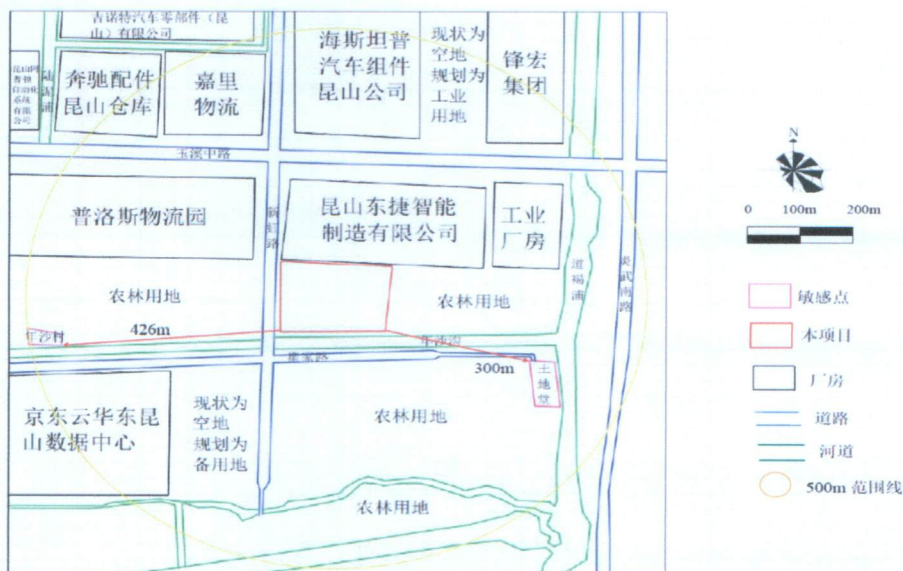 吉诺特汽车零部件（昆
山）有限公司
奔驰配件
昆山仓库
嘉里
物流
海斯坦普
汽车组件
昆山公司
现状为
空地
规划为
工业
用地
锋宏
集团
玉溪中路
普洛斯物流园
昆山东捷智能
制造有限公司
工业
厂房
农林用地
426m
农林用地
道褐浦
300m
土地堂
京东云华东昆
山数据中心
现状为
空地
规划为
备用地
农林用地
农林用地
N
0 100m 200m
敏感点
本项目
厂房
道路
河道
500m 范围线